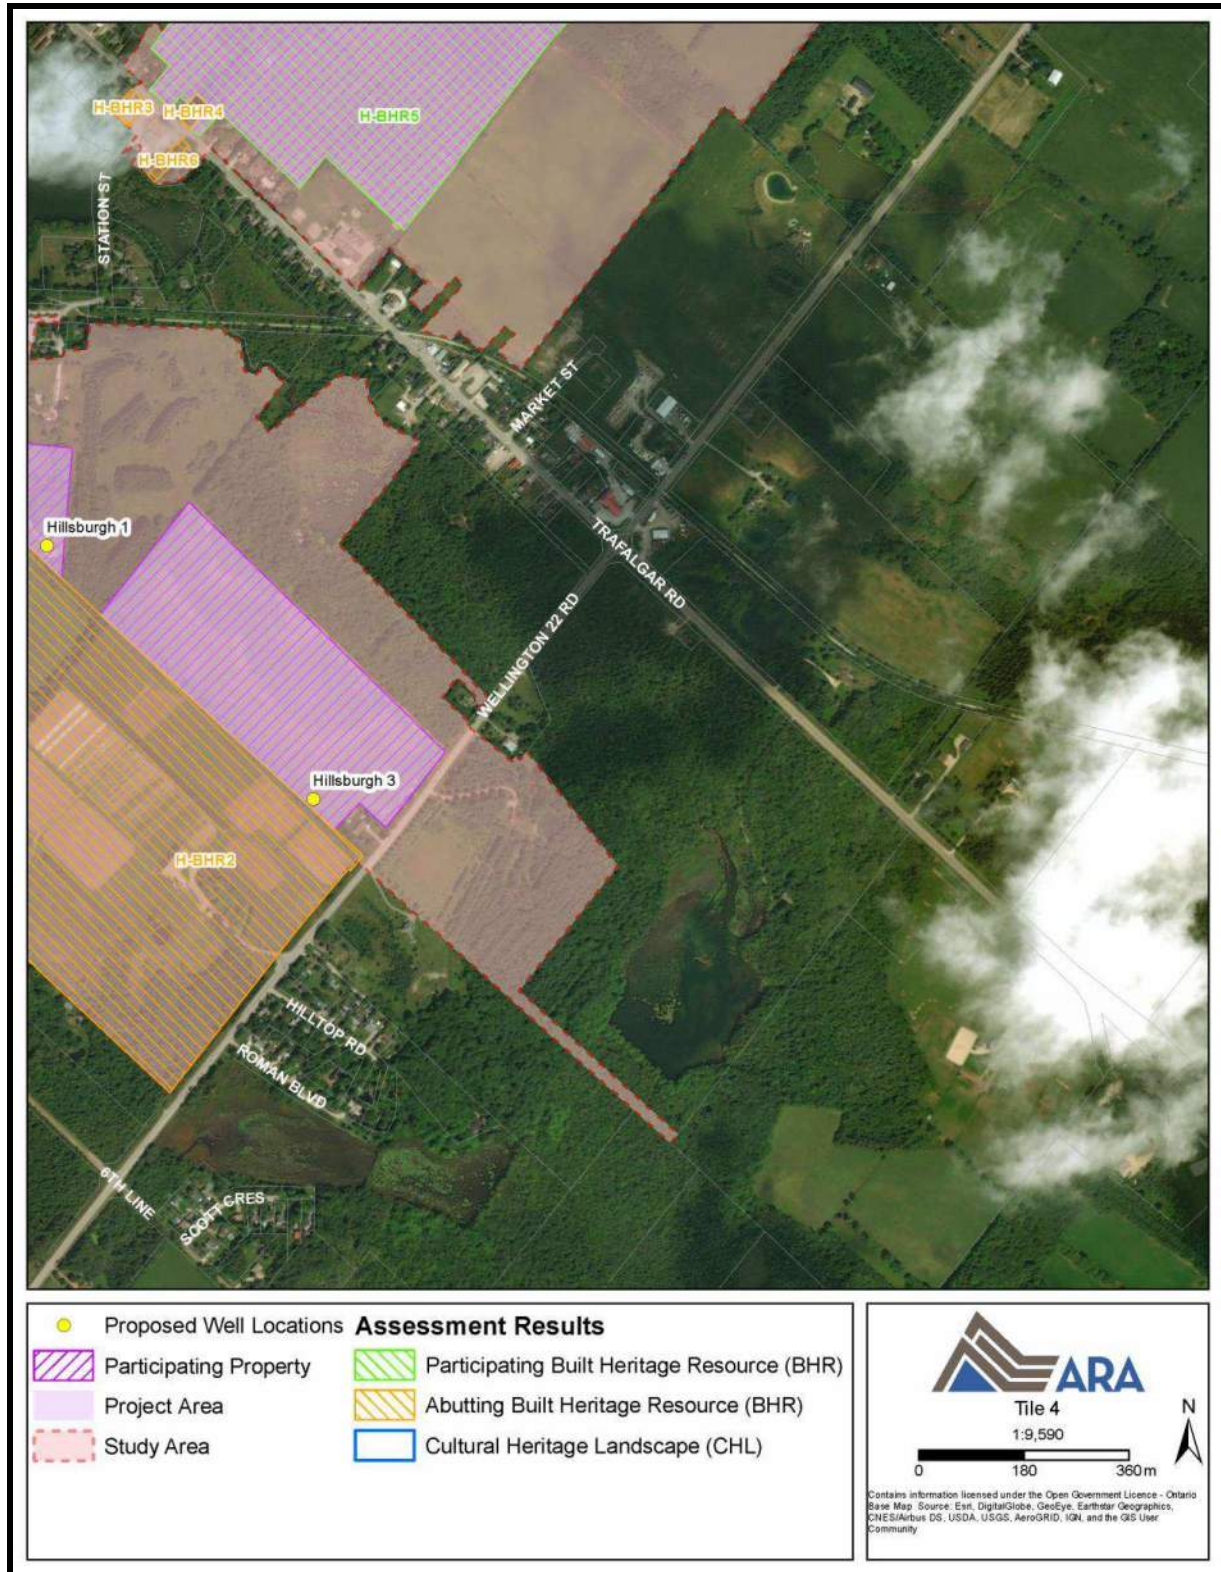 H-BHR3
H-BHR4
H-BHR5
H-BHR6
STATION ST
MARKET ST
Hillsburgh 1
TRAFALGAR RD
WELLINGTON 22 RD
Hillsburgh 3
H-BHR2
HILLTOP RD
ROMAN BLVD
6TH LINE
SCOTT CRES
Proposed Well Locations
Participating Property
Project Area
Study Area
Assessment Results
Participating Built Heritage Resource (BHR)
Abutting Built Heritage Resource (BHR)
Cultural Heritage Landscape (CHL)
ARA
Tile 4
1:9,590
N
0 180 360 m
Contains information licensed under the Open Government Licence - Ontario
Base Map Source: Esri, DigitalGlobe, GeoEye, Earthstar Geographics,
CNES/Airbus DS, USDA, USGS, AeroGRID, IGN, and the GIS User
Community